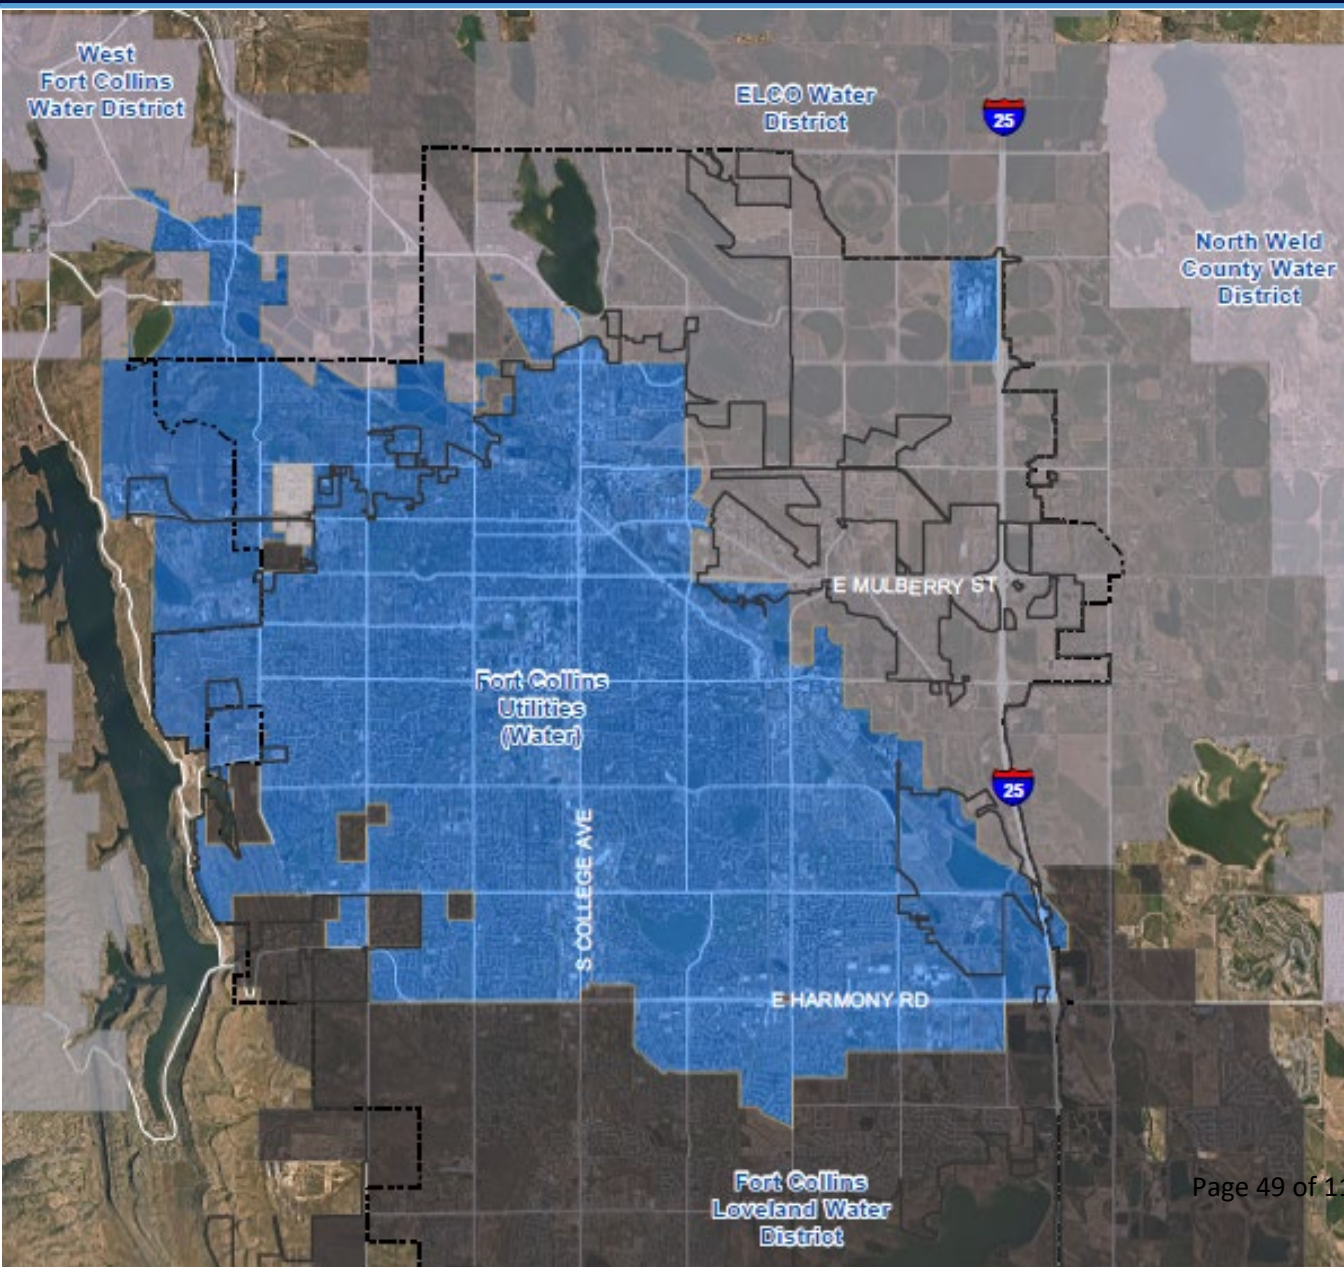 West
Fort Collins
Water District
ELCO Water
District
25
North Weld
County Water
District
E MULBERRY ST
Fort Collins
Utilities
(Water)
25
S COLLEGE AVE
E HARMONY RD
Fort Collins
Loveland Water
District
Page 49 of 11